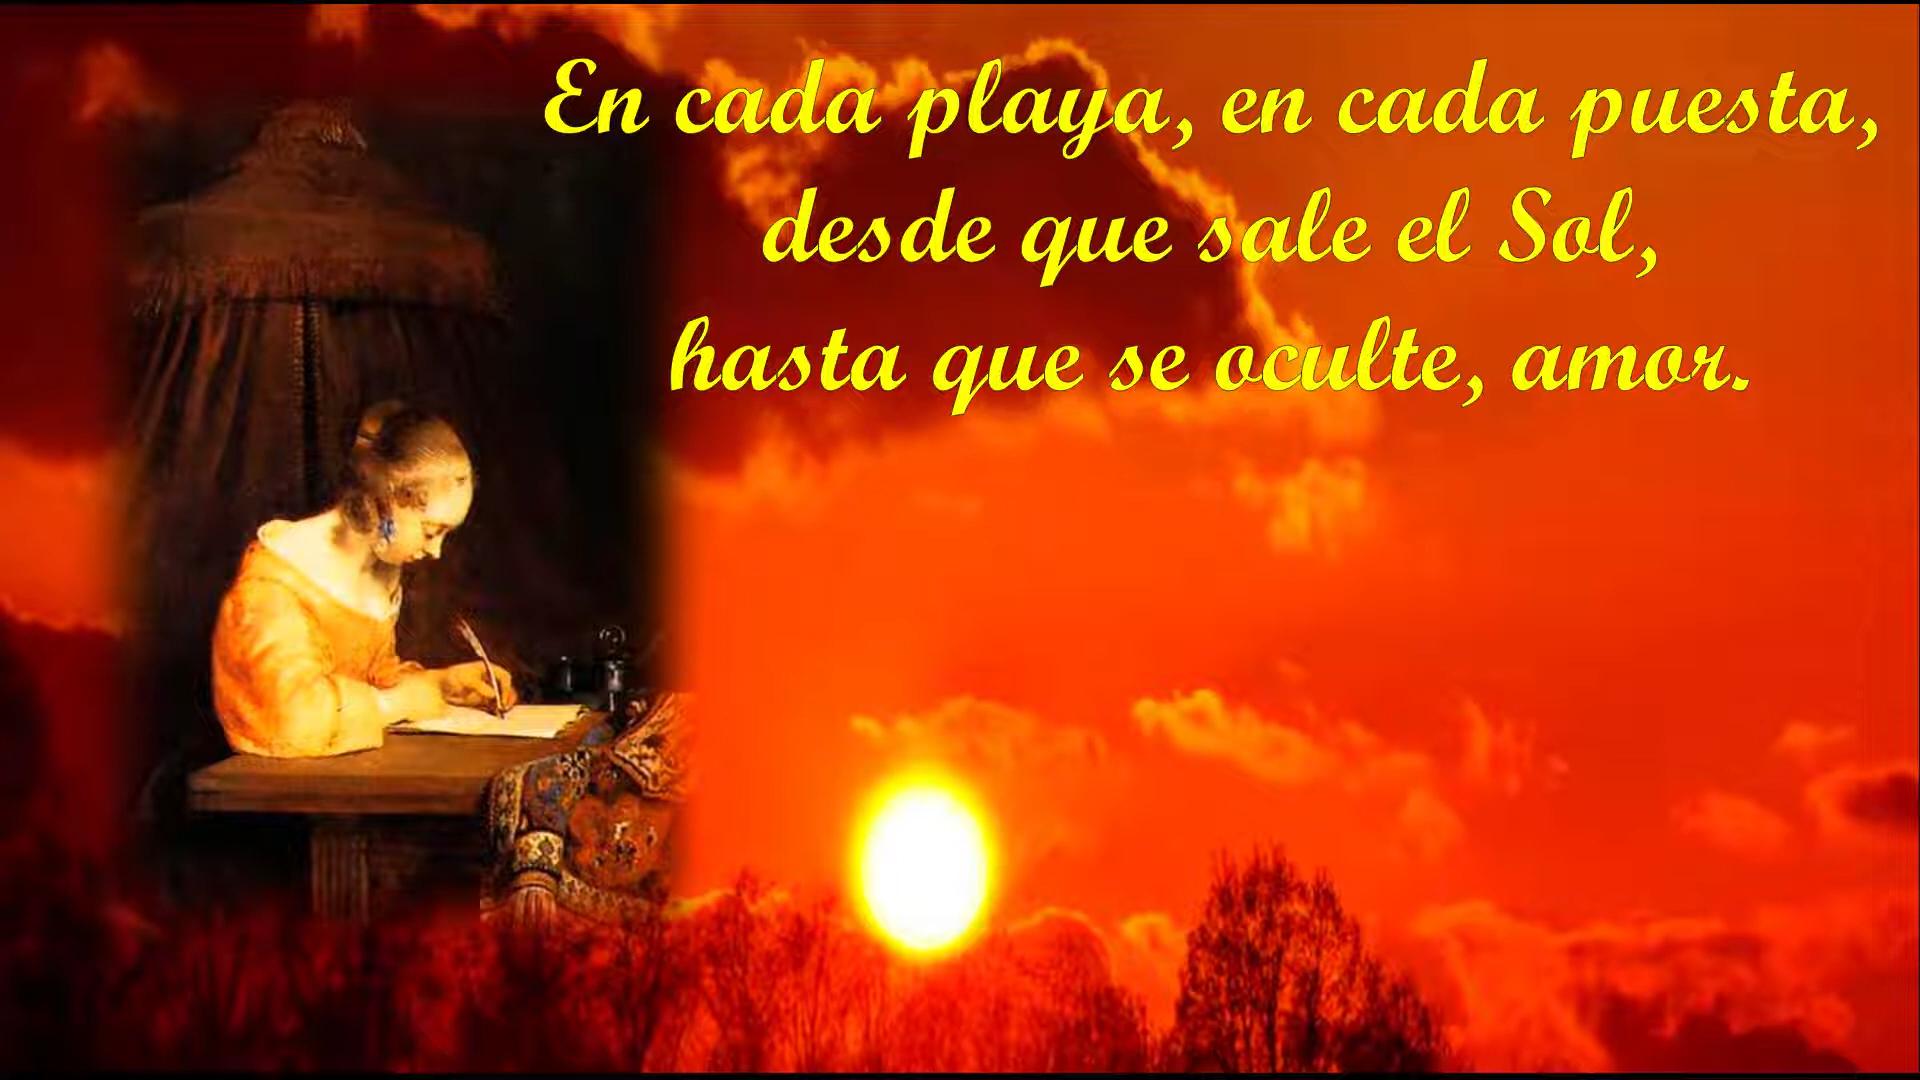 En cada playa, en cada puesta,
desde que sale el Sol,
hasta que se oculte, amor.